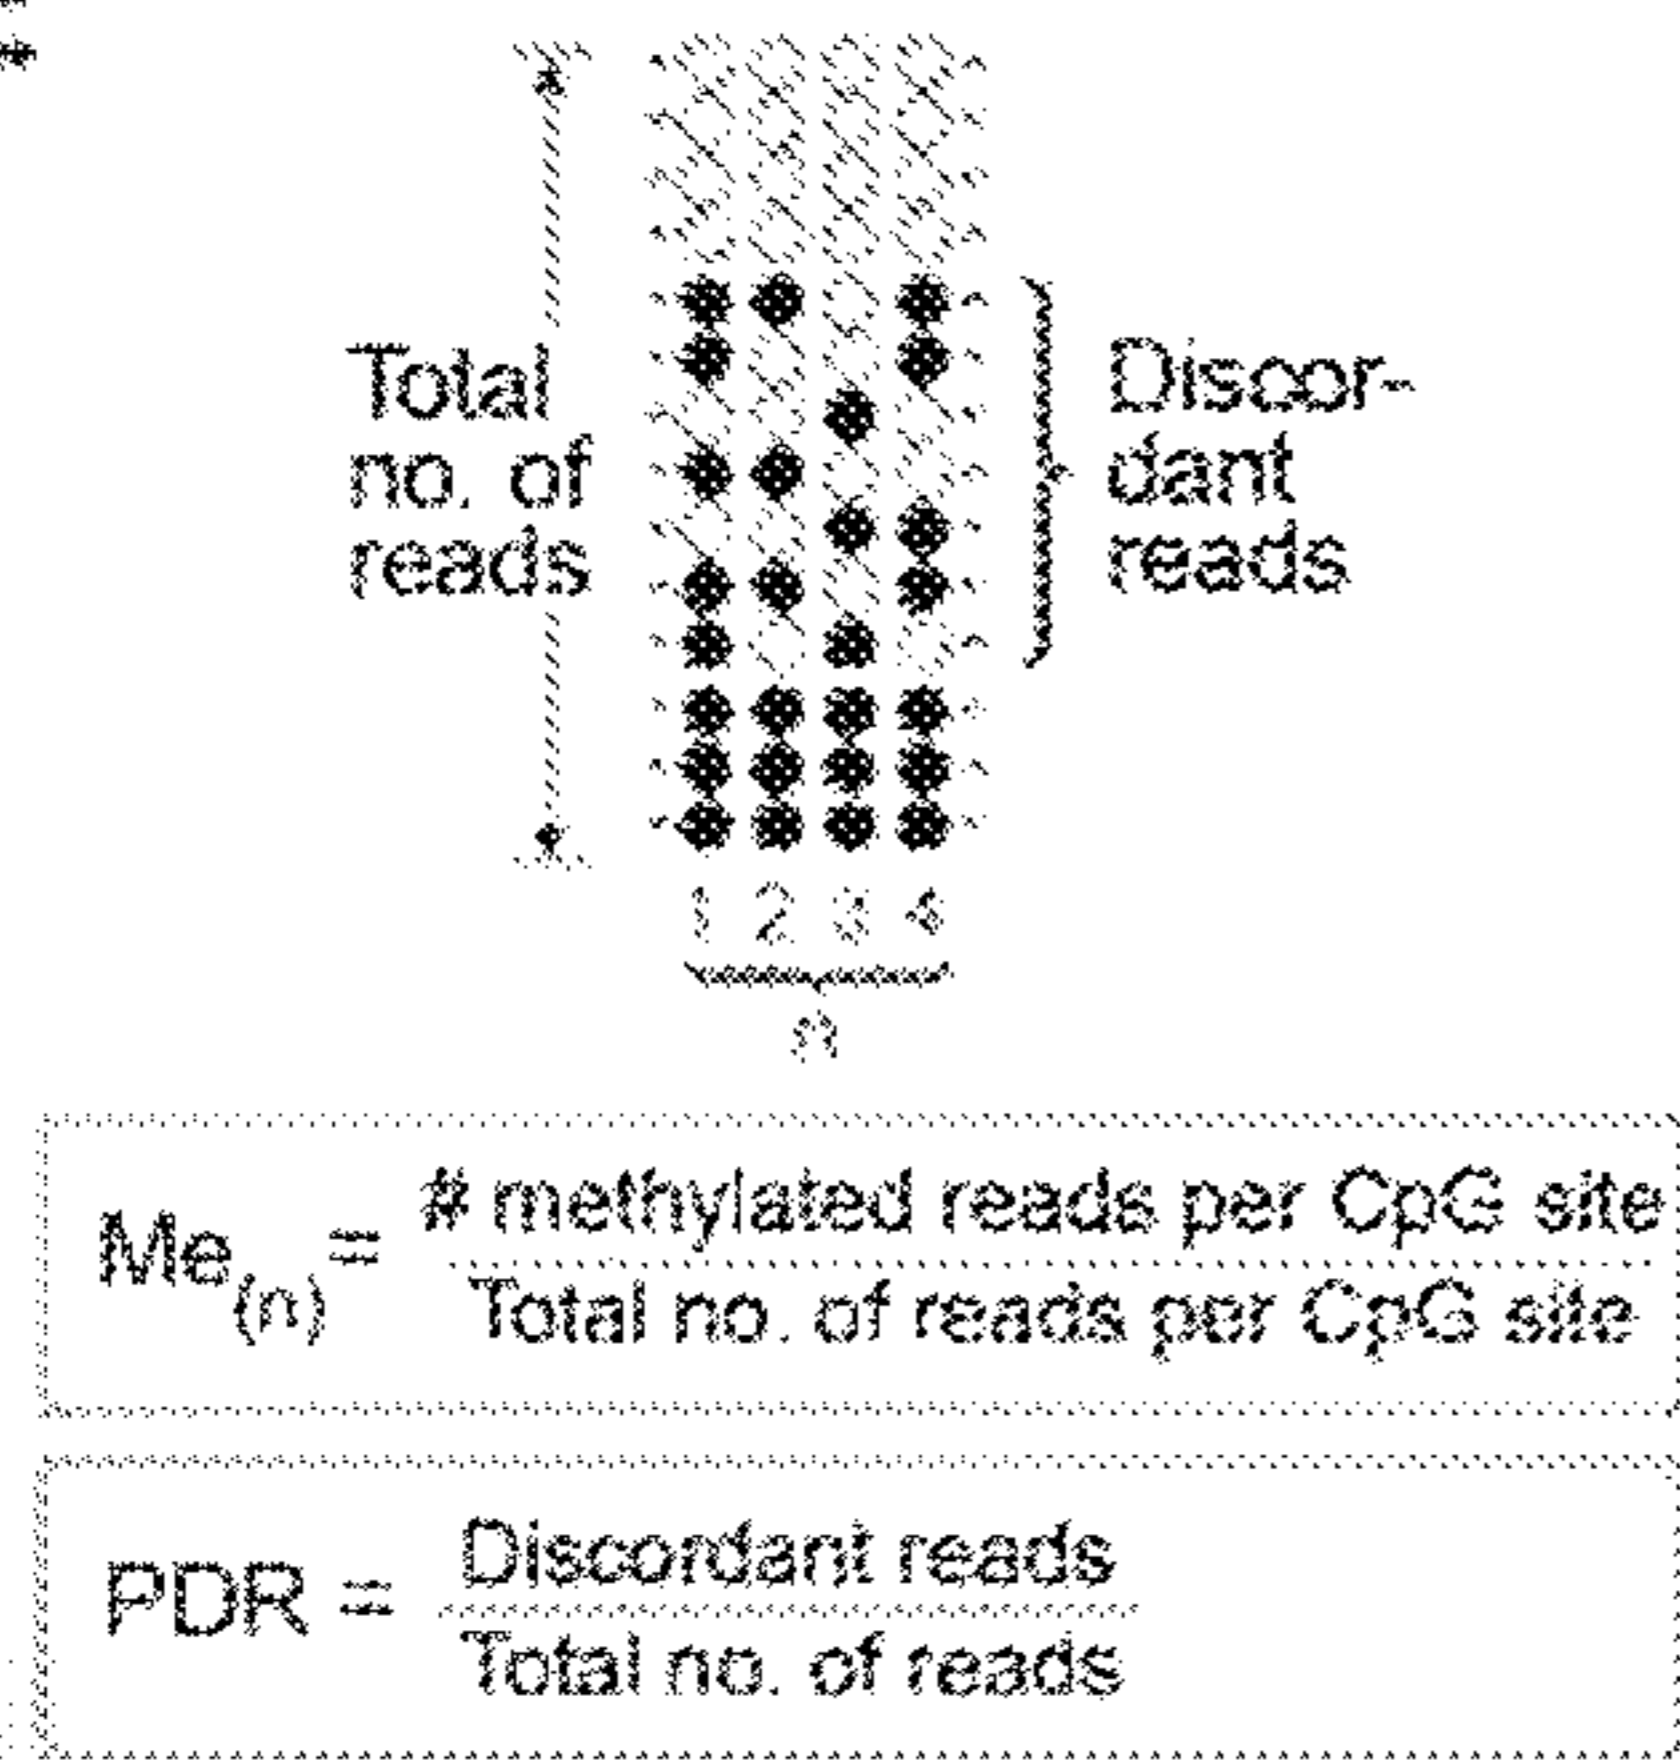 Total
no. of
reads
Discor-
dant
reads
1 2 3 4
n
Me(n) = # methylated reads per CpG site
Total no. of reads per CpG site
PDR = Discordant reads
Total no. of reads